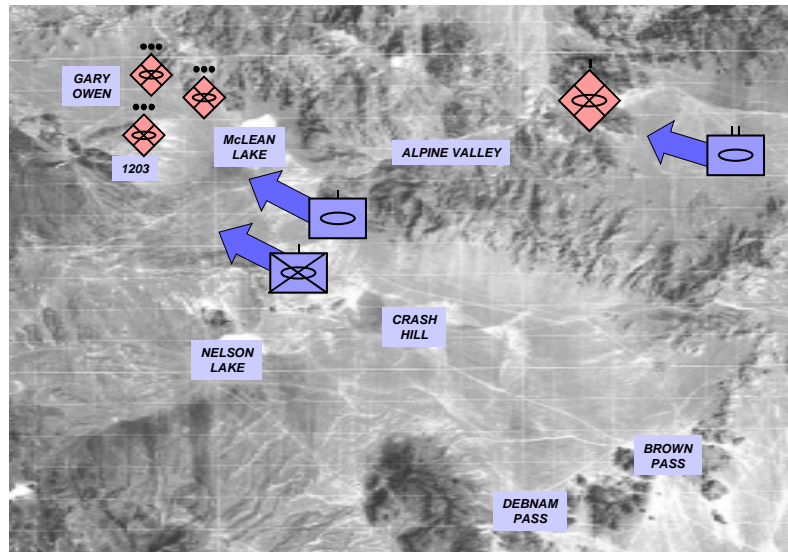 GARY
OWEN
1203
McLEAN
LAKE
ALPINE VALLEY
CRASH
HILL
NELSON
LAKE
BROWN
PASS
DEBNAM
PASS